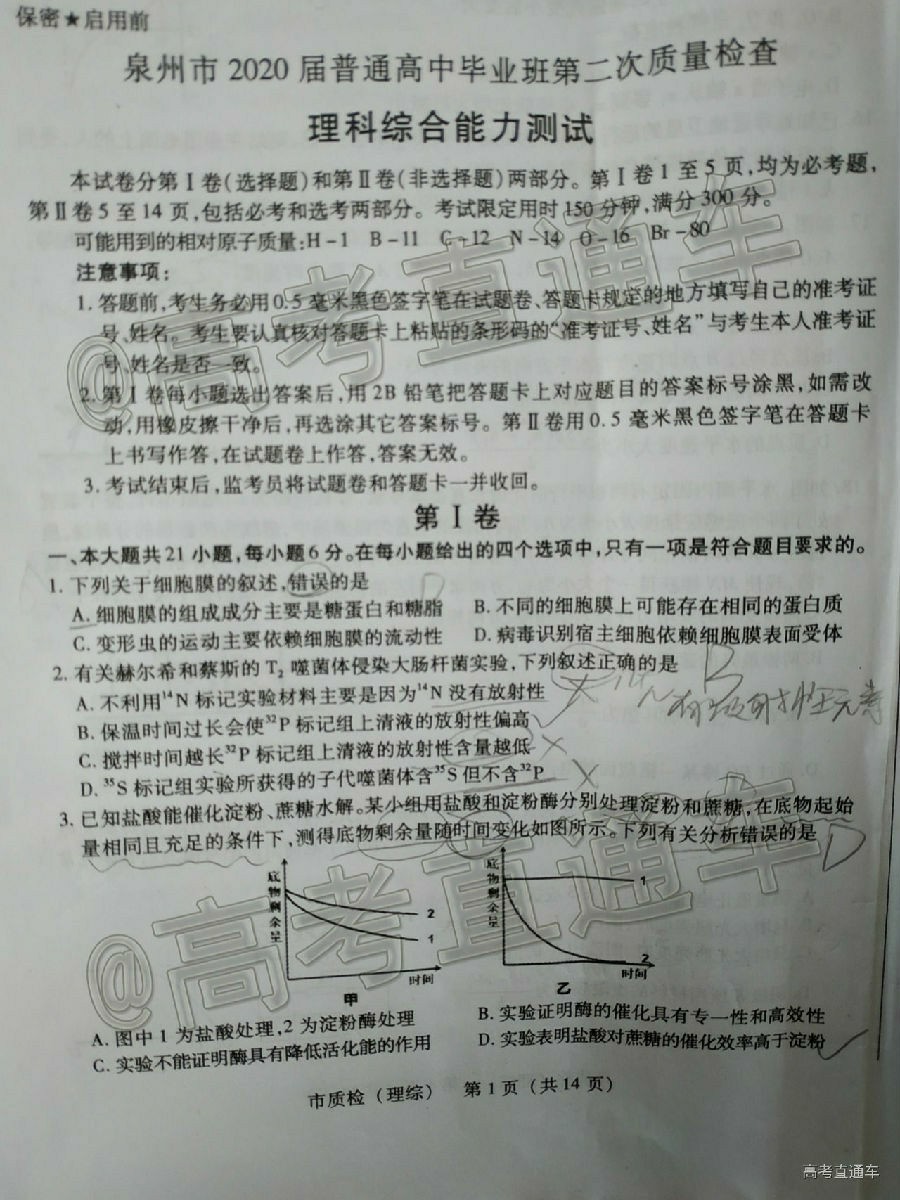 保密★启用前
泉州市 2020 届普通高中毕业班第二次质量检查
理科综合能力测试
本试卷分第Ⅰ卷(选择题)和第Ⅱ卷(非选择题)两部分。第Ⅰ卷 1 至 5 页,均为必考题,
第Ⅱ卷 5 至 14 页,包括必考和选考两部分。考试限定用时 150 分钟,满分 300 分。
可能用到的相对原子质量:H-1 B-11 C-12 N-14 O-16 Br-80
注意事项:
1. 答题前,考生务必用 0.5 毫米黑色签字笔在试题卷、答题卡规定的地方填写自己的准考证
号、姓名。考生要认真核对答题卡上粘贴的条形码的“准考证号、姓名”与考生本人准考证
号、姓名是否一致。
2. 第Ⅰ卷每小题选出答案后,用 2B 铅笔把答题卡上对应题目的答案标号涂黑,如需改
动,用橡皮擦干净后,再选涂其它答案标号。第Ⅱ卷用 0.5 毫米黑色签字笔在答题卡
上书写作答,在试题卷上作答,答案无效。
3. 考试结束后,监考员将试题卷和答题卡一并收回。
第Ⅰ卷
一、本大题共 21 小题,每小题 6 分。在每小题给出的四个选项中,只有一项是符合题目要求的。
1. 下列关于细胞膜的叙述,错误的是
A. 细胞膜的组成成分主要是糖蛋白和糖脂 B. 不同的细胞膜上可能存在相同的蛋白质
C. 变形虫的运动主要依赖细胞膜的流动性 D. 病毒识别宿主细胞依赖细胞膜表面受体
2. 有关赫尔希和蔡斯的 T₂ 噬菌体侵染大肠杆菌实验,下列叙述正确的是
A. 不利用¹⁴N 标记实验材料主要是因为¹⁴N 没有放射性
B. 保温时间过长会使³²P 标记组上清液的放射性偏高
C. 搅拌时间越长³²P 标记组上清液的放射性含量越低
D. ³⁵S 标记组实验所获得的子代噬菌体含³⁵S 但不含³²P
B
3. 已知盐酸能催化淀粉、蔗糖水解。某小组用盐酸和淀粉酶分别处理淀粉和蔗糖,在底物起始
量相同且充足的条件下,测得底物剩余量随时间变化如图所示。下列有关分析错误的是
D
底物剩余量
2
1
时间
甲
底物剩余量
1
2
时间
乙
A. 图中 1 为盐酸处理,2 为淀粉酶处理 B. 实验证明酶的催化具有专一性和高效性
C. 实验不能证明酶具有降低活化能的作用 D. 实验表明盐酸对蔗糖的催化效率高于淀粉
市质检(理综) 第 1 页(共 14 页)
@高考直通车
@高考直通车
高考直通车